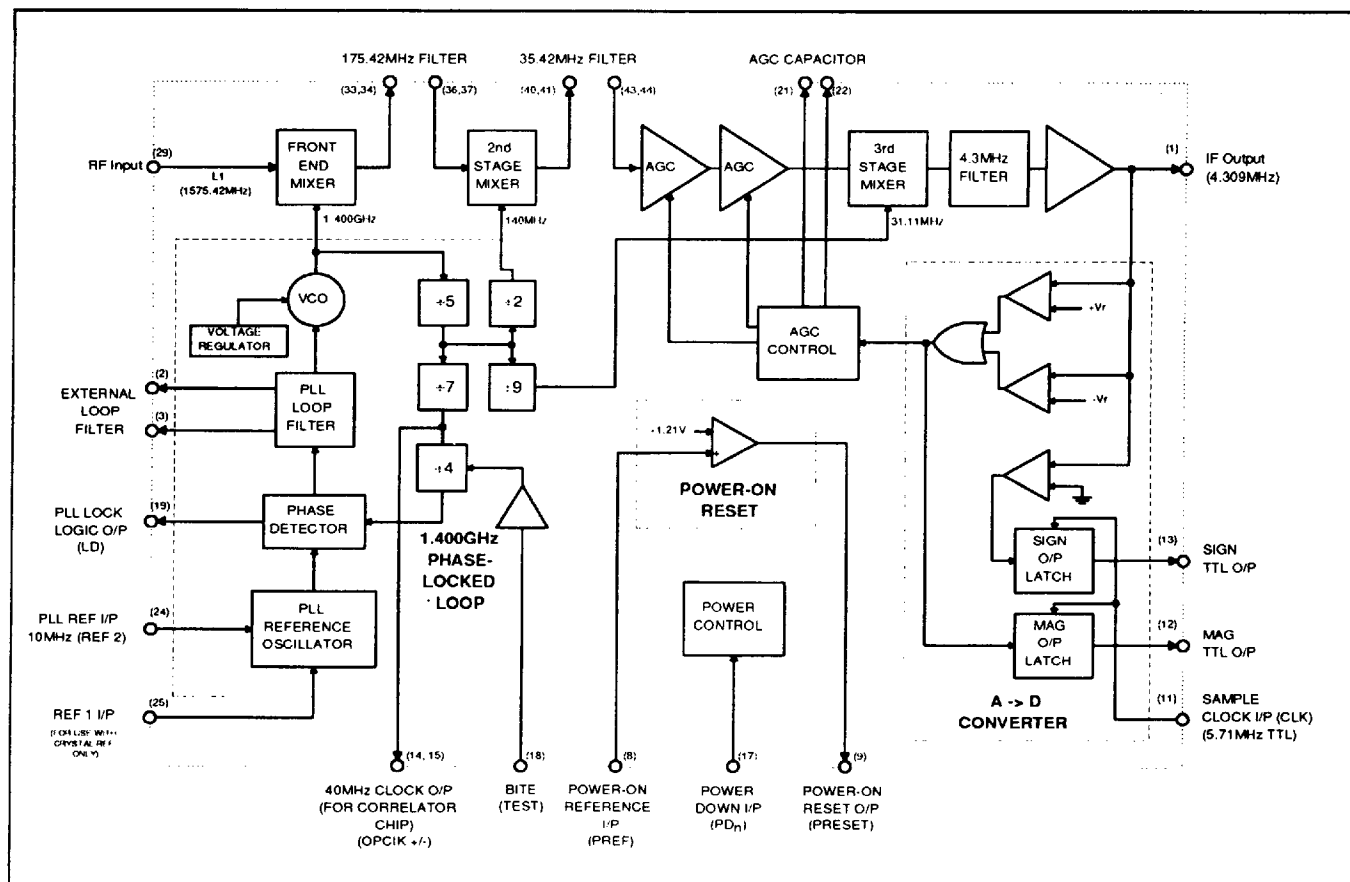 175.42MHz FILTER
35.42MHz FILTER
AGC CAPACITOR
(33,34)
(36,37)
(40,41)
(43,44)
(21)
(22)
RF Input
(29)
L1
(1575.42MHz)
FRONT
END
MIXER
2nd
STAGE
MIXER
AGC
AGC
3rd
STAGE
MIXER
4.3MHz
FILTER
(1)
IF Output
(4.309MHz)
1.400GHz
140MHz
31.11MHz
VCO
÷5
÷2
VOLTAGE
REGULATOR
AGC
CONTROL
+Vr
-Vr
(2)
EXTERNAL
LOOP
FILTER
(3)
PLL
LOOP
FILTER
÷7
÷9
-1.21V
+
POWER-ON
RESET
÷4
(19)
PLL LOCK
LOGIC O/P
(LD)
PHASE
DETECTOR
1.400GHz
PHASE-
LOCKED
LOOP
SIGN
O/P
LATCH
(13)
SIGN
TTL O/P
(24)
PLL REF I/P
10MHz (REF 2)
PLL
REFERENCE
OSCILLATOR
POWER
CONTROL
MAG
O/P
LATCH
(12)
MAG
TTL O/P
(25)
REF 1 I/P
(FOR USE WITH
CRYSTAL REF
ONLY)
A -> D
CONVERTER
(11)
SAMPLE
CLOCK I/P (CLK)
(5.71MHz TTL)
(14, 15)
(18)
(8)
(17)
(9)
40MHz CLOCK O/P
(FOR CORRELATOR
CHIP)
(OPCIK +/-)
BITE
(TEST)
POWER-ON
REFERENCE
I/P
(PREF)
POWER
DOWN I/P
(PDn)
POWER-ON
RESET O/P
(PRESET)